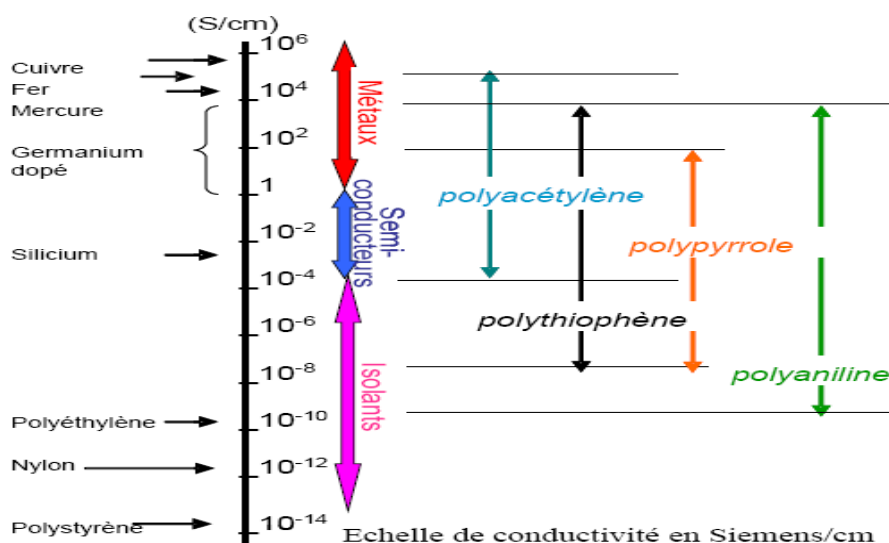 (S/cm)
Cuivre
Fer
Mercure
Germanium
dopé
Silicium
Polyéthylène
Nylon
Polystyrène
10⁶
10⁴
10²
1
10⁻²
10⁻⁴
10⁻⁶
10⁻⁸
10⁻¹⁰
10⁻¹²
10⁻¹⁴
Métaux
Semi-
conducteurs
Isolants
polyacétylène
polythiophène
polypyrrole
polyaniline
Echelle de conductivité en Siemens/cm